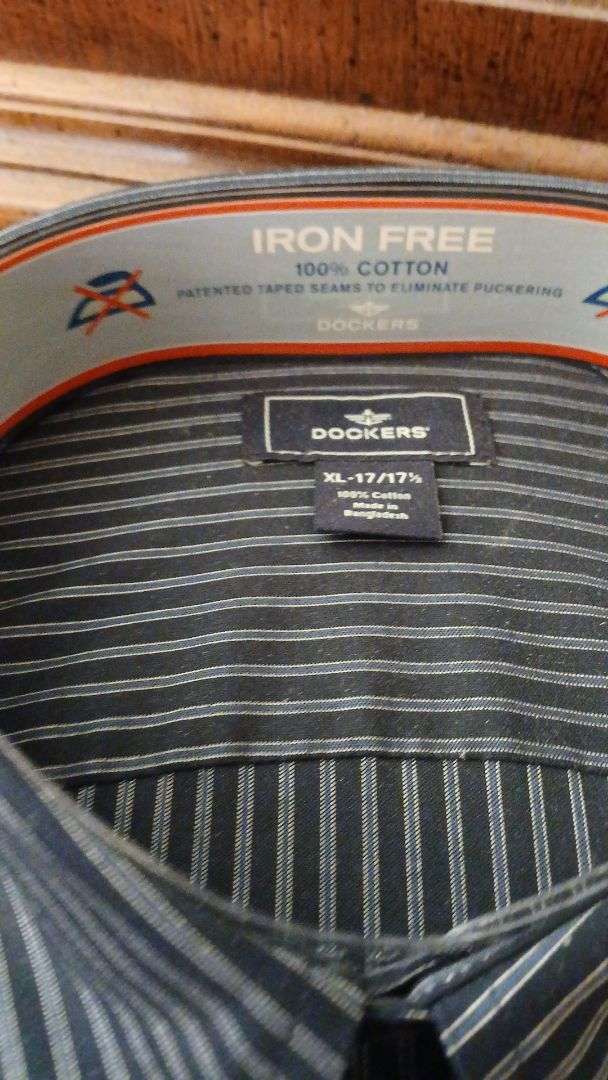 IRON FREE
100% COTTON
PATENTED TAPED SEAMS TO ELIMINATE PUCKERING
DOCKERS
DOCKERS®
XL-17/17½
100% Cotton
Made in
Bangladesh